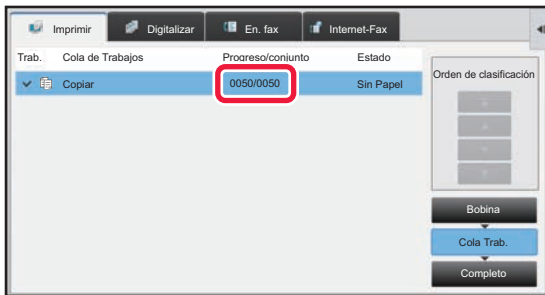 Imprimir Digitalizar En. fax Internet-Fax
Trab. Cola de Trabajos Progreso/conjunto Estado
Copiar 0050/0050 Sin Papel
Orden de clasificación
Bobina
Cola Trab.
Completo